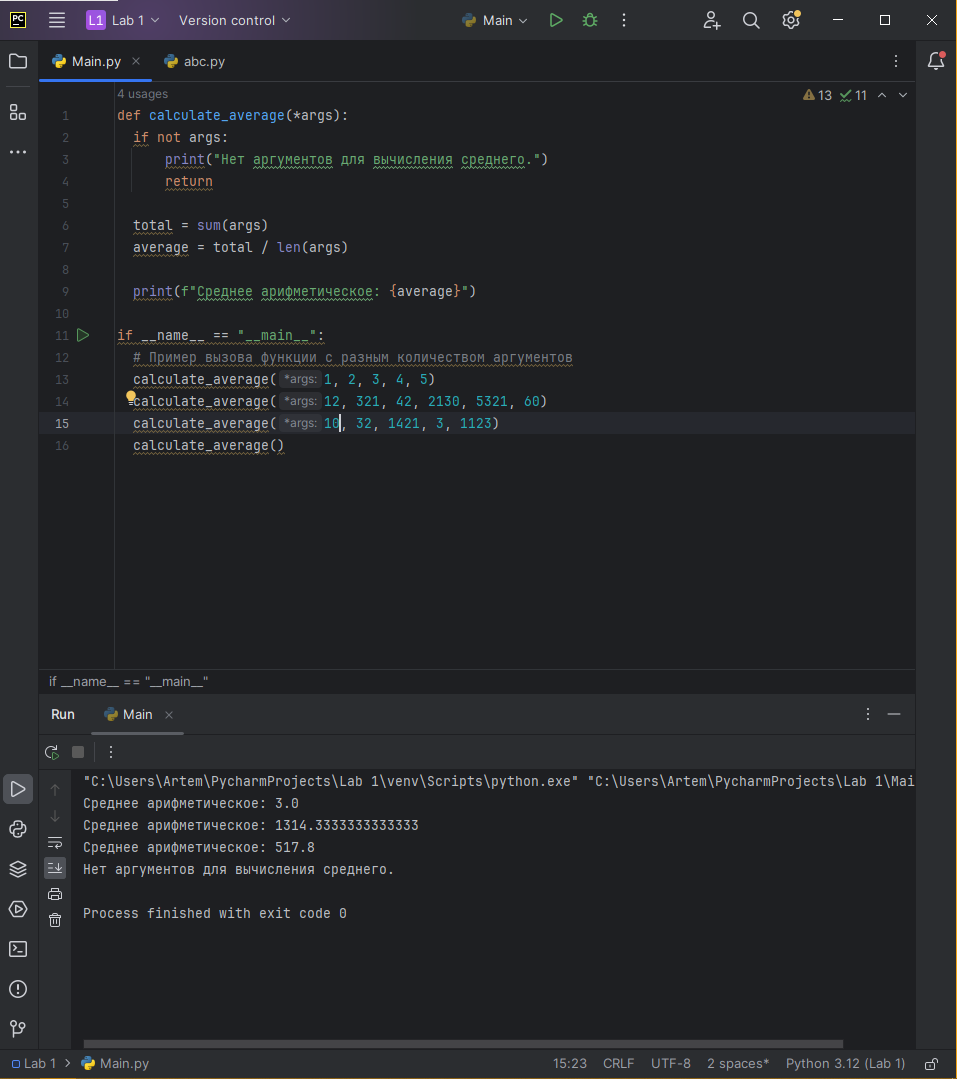 PC L1 Lab 1 Version control Main
Main.py abc.py
4 usages 13 11
1 def calculate_average(*args):
2 if not args:
3 print("Нет аргументов для вычисления среднего.")
4 return
5
6 total = sum(args)
7 average = total / len(args)
8
9 print(f"Среднее арифметическое: {average}")
10
11 if __name__ == "__main__":
12 # Пример вызова функции с разным количеством аргументов
13 calculate_average( *args: 1, 2, 3, 4, 5)
14 calculate_average( *args: 12, 321, 42, 2130, 5321, 60)
15 calculate_average( *args: 10, 32, 1421, 3, 1123)
16 calculate_average()
if __name__ == "__main__"
Run Main
"C:\Users\Artem\PycharmProjects\Lab 1\venv\Scripts\python.exe" "C:\Users\Artem\PycharmProjects\Lab 1\Mai
Среднее арифметическое: 3.0
Среднее арифметическое: 1314.3333333333333
Среднее арифметическое: 517.8
Нет аргументов для вычисления среднего.
Process finished with exit code 0
Lab 1 Main.py 15:23 CRLF UTF-8 2 spaces* Python 3.12 (Lab 1)